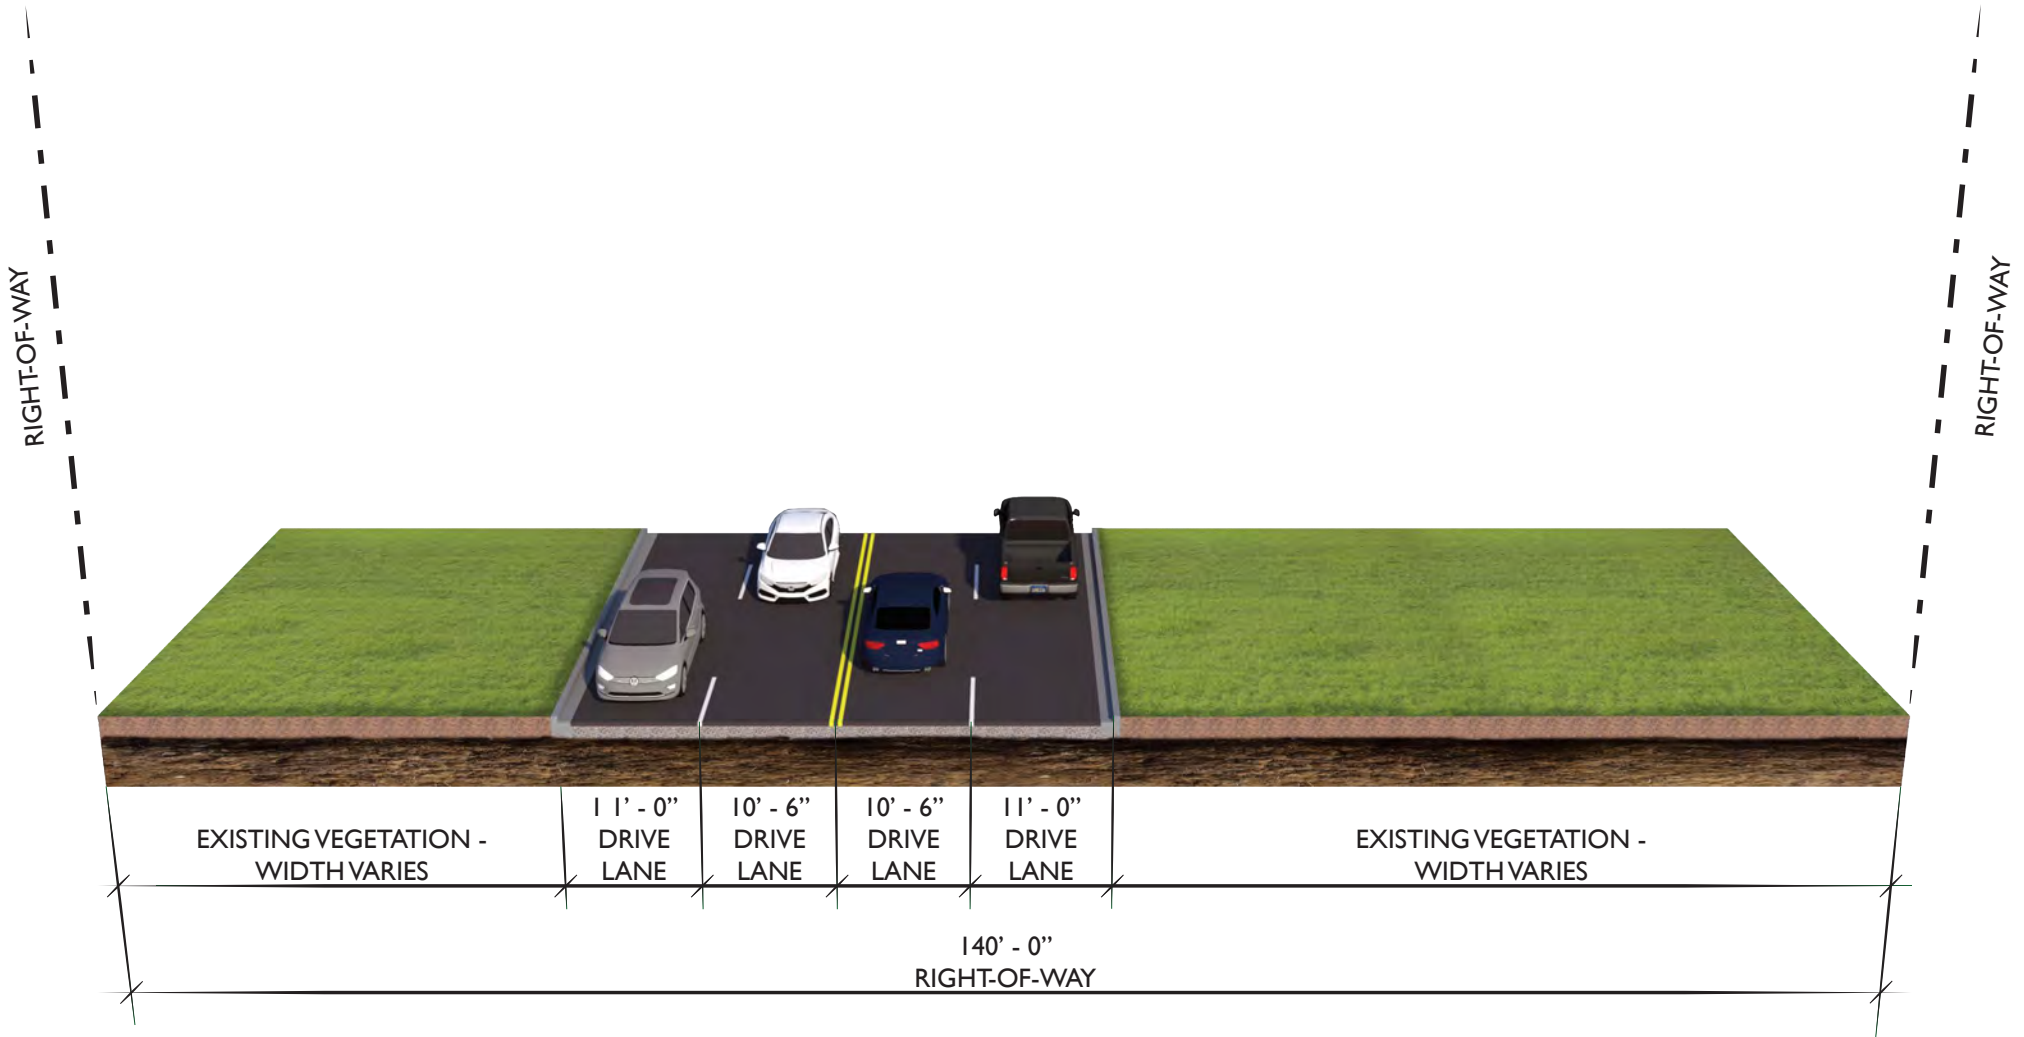 RIGHT-OF-WAY
RIGHT-OF-WAY
EXISTING VEGETATION -
WIDTH VARIES
11’ - 0”
DRIVE
LANE
10’ - 6”
DRIVE
LANE
10’ - 6”
DRIVE
LANE
11’ - 0”
DRIVE
LANE
EXISTING VEGETATION -
WIDTH VARIES
140’ - 0”
RIGHT-OF-WAY